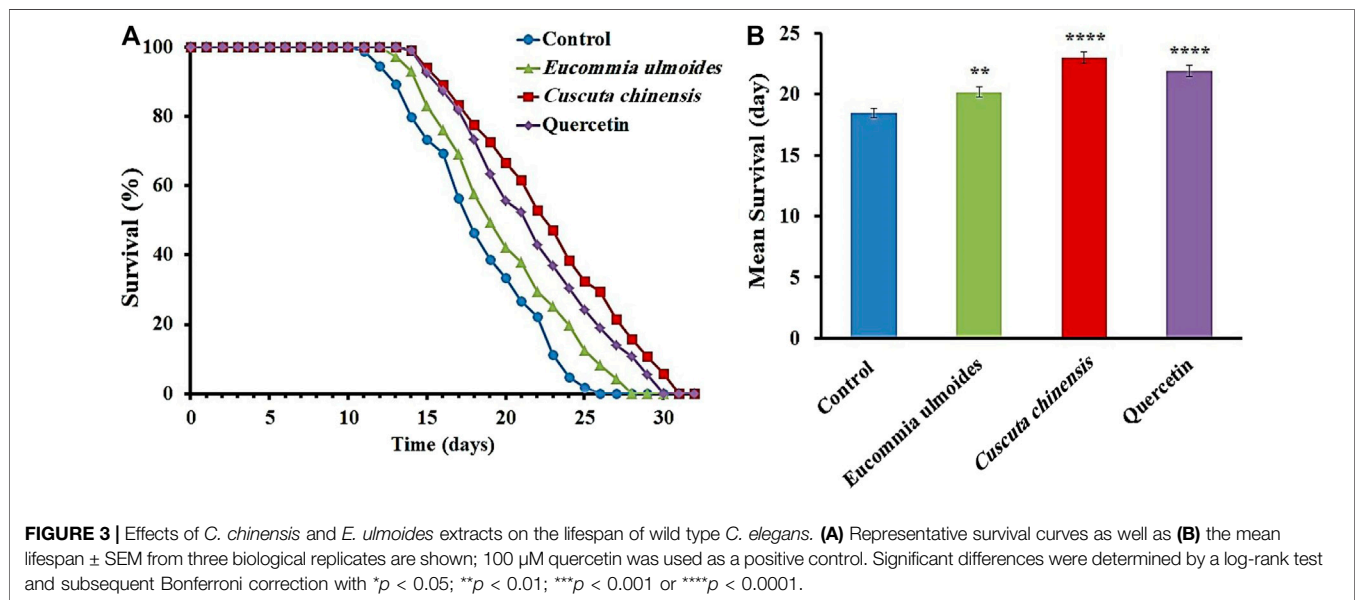 A
100
80
60
40
20
0
Survival (%)
0 5 10 15 20 25 30
Time (days)
Control
Eucommia ulmoides
Cuscuta chinensis
Quercetin
B
25
20
15
10
5
0
Mean Survival (day)
**
****
****
Control
Eucommia ulmoides
Cuscuta chinensis
Quercetin
FIGURE 3 | Effects of C. chinensis and E. ulmoides extracts on the lifespan of wild type C. elegans. (A) Representative survival curves as well as (B) the mean
lifespan ± SEM from three biological replicates are shown; 100 μM quercetin was used as a positive control. Significant differences were determined by a log-rank test
and subsequent Bonferroni correction with *p < 0.05; **p < 0.01; ***p < 0.001 or ****p < 0.0001.